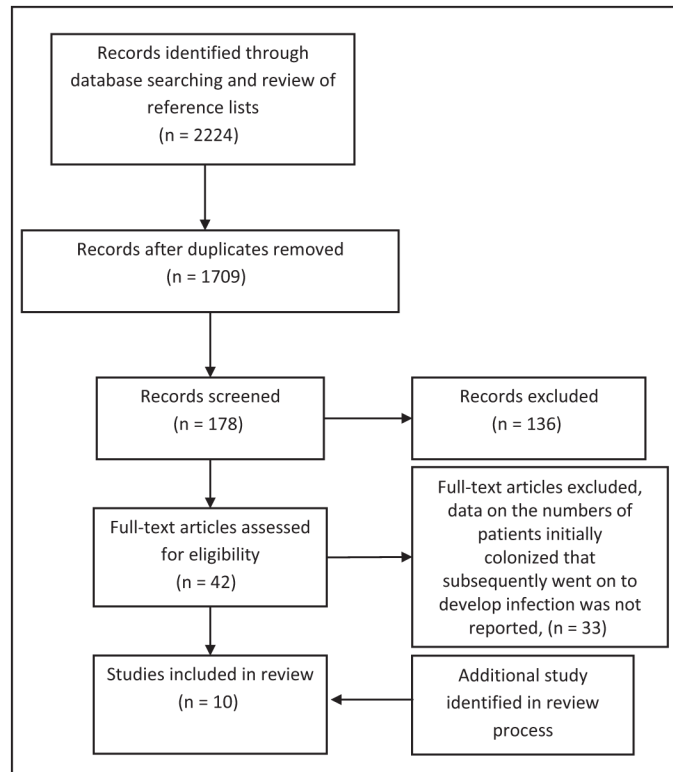 Records identified through
database searching and review of
reference lists
(n = 2224)
Records after duplicates removed
(n = 1709)
Records screened
(n = 178)
Records excluded
(n = 136)
Full-text articles assessed
for eligibility
(n = 42)
Full-text articles excluded,
data on the numbers of
patients initially
colonized that
subsequently went on to
develop infection was not
reported, (n = 33)
Studies included in review
(n = 10)
Additional study
identified in review
process